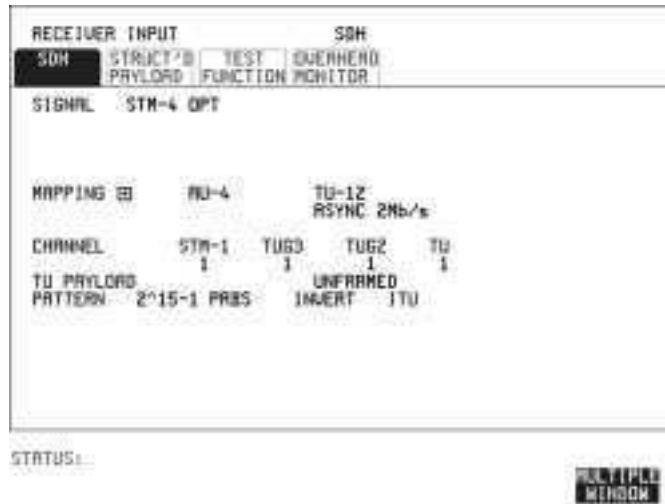 RECEIVER INPUT SDH
SDH STRUCT'D TEST OVERHEAD
PAYLOAD FUNCTION MONITOR
SIGNAL STM-4 OPT
MAPPING AU-4 TU-12
ASYNC 2Mb/s
CHANNEL STM-1 TUG3 TUG2 TU
1 1 1 1
TU PAYLOAD UNFRAMED
PATTERN 2^15-1 PRBS INVERT ITU
STATUS:
MULTIPLE
WINDOW